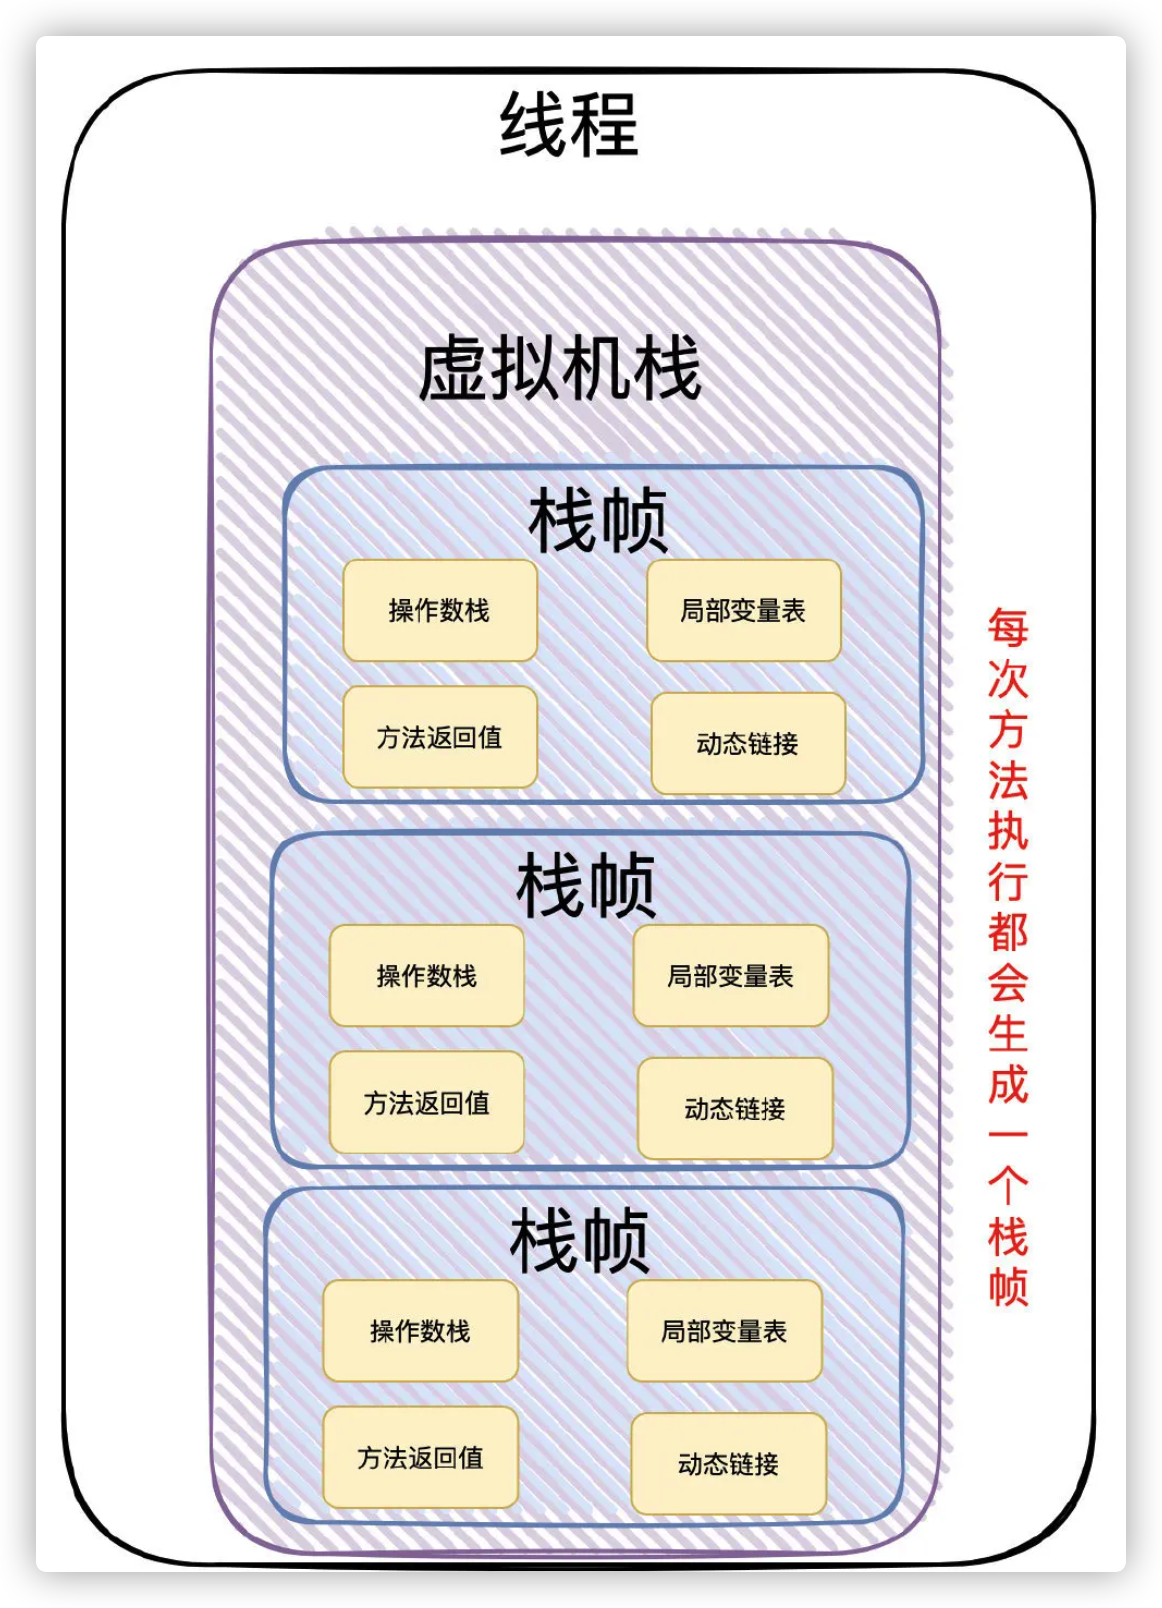 线程
虚拟机栈
栈帧
操作数栈
局部变量表
方法返回值
动态链接
栈帧
操作数栈
局部变量表
方法返回值
动态链接
栈帧
操作数栈
局部变量表
方法返回值
动态链接
每次方法执行都会生成一个栈帧